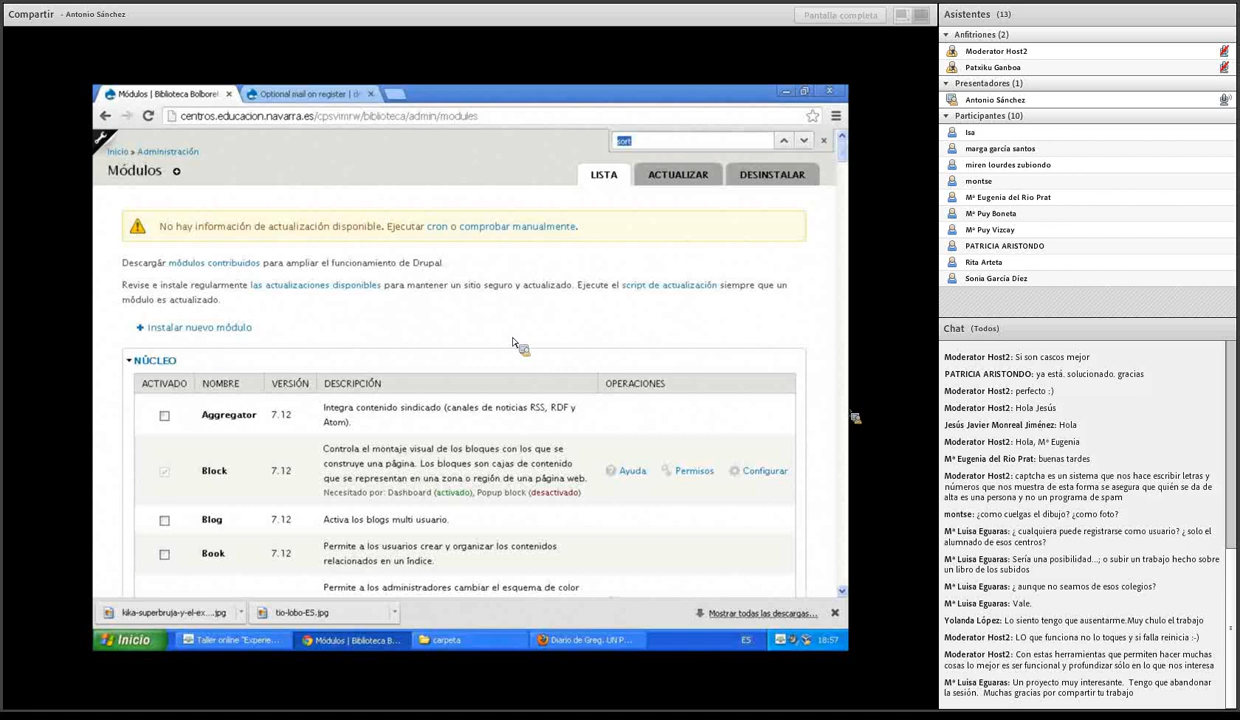 Compartir - Antonio Sánchez
Pantalla completa
Módulos | Biblioteca Bolboret
Optional mail on register | d
centros.educacion.navarra.es/cpsvimrw/biblioteca/admin/modules
sort
Inicio » Administración
Módulos
LISTA
ACTUALIZAR
DESINSTALAR
No hay información de actualización disponible. Ejecutar cron o comprobar manualmente.
Descargar módulos contribuidos para ampliar el funcionamiento de Drupal.
Revise e instale regularmente las actualizaciones disponibles para mantener un sitio seguro y actualizado. Ejecute el script de actualización siempre que un
módulo es actualizado.
+ Instalar nuevo módulo
NÚCLEO
ACTIVADO NOMBRE VERSIÓN DESCRIPCIÓN OPERACIONES
Aggregator 7.12 Integra contenido sindicado (canales de noticias RSS, RDF y
Atom).
Controla el montaje visual de los bloques con los que se
construye una página. Los bloques son cajas de contenido
Block 7.12 que se representan en una zona o región de una página web. Ayuda Permisos Configurar
Necesitado por: Dashboard (activado), Popup block (desactivado)
Blog 7.12 Activa los blogs multi usuario.
Book 7.12 Permite a los usuarios crear y organizar los contenidos
relacionados en un índice.
Permite a los administradores cambiar el esquema de color
kika-superbruja-y-el-ex....jpg
tio-lobo-ES.jpg
Mostrar todas las descargas...
Inicio
Taller online "Experie...
Módulos | Biblioteca B...
carpeta
Diario de Greg. UN P...
ES
18:57
Asistentes (13)
Anfitriones (2)
Moderator Host2
Patxiku Ganboa
Presentadores (1)
Antonio Sánchez
Participantes (10)
Isa
marga garcía santos
miren lourdes zubiondo
montse
Mª Eugenia del Rio Prat
Mª Puy Boneta
Mª Puy Vizcay
PATRICIA ARISTONDO
Rita Arteta
Sonia García Díez
Chat (Todos)
Moderator Host2: Si son cascos mejor
PATRICIA ARISTONDO: ya está. solucionado. gracias
Moderator Host2: perfecto :)
Moderator Host2: Hola Jesús
Jesús Javier Monreal Jiménez: Hola
Moderator Host2: Hola, Mª Eugenia
Mª Eugenia del Rio Prat: buenas tardes
Moderator Host2: captcha es un sistema que nos hace escribir letras y
números que nos muestra de esta forma se asegura que quién se da de
alta es una persona y no un programa de spam
montse: ¿como cuelgas el dibujo? ¿como foto?
Mª Luisa Eguaras: ¿ cualquiera puede registrarse como usuario? ¿ solo el
alumnado de esos centros?
Mª Luisa Eguaras: Sería una posibilidad...; o subir un trabajo hecho sobre
un libro de los subidos
Mª Luisa Eguaras: ¿ aunque no seamos de esos colegios?
Mª Luisa Eguaras: Vale.
Yolanda López: Lo siento tengo que ausentarme.Muy chulo el trabajo
Moderator Host2: LO que funciona no lo toques y si falla reinicia :-)
Moderator Host2: Con estas herramientas que permiten hacer muchas
cosas lo mejor es ser funcional y profundizar sólo en lo que nos interesa
Mª Luisa Eguaras: Un proyecto muy interesante. Tengo que abandonar
la sesión. Muchas gracias por compartir tu trabajo